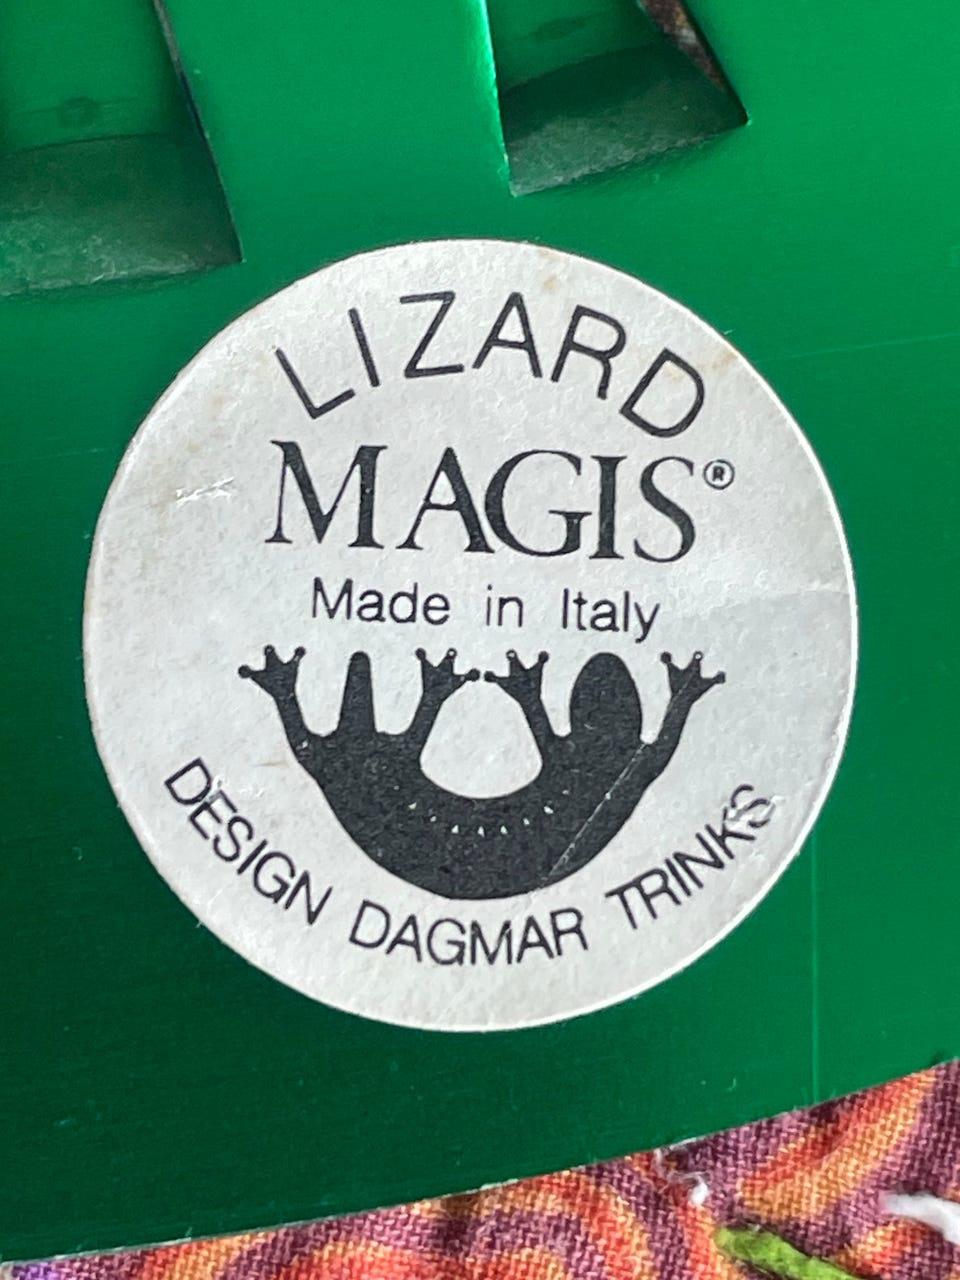 LIZARD
MAGIS®
Made in Italy
DESIGN DAGMAR TRINKS